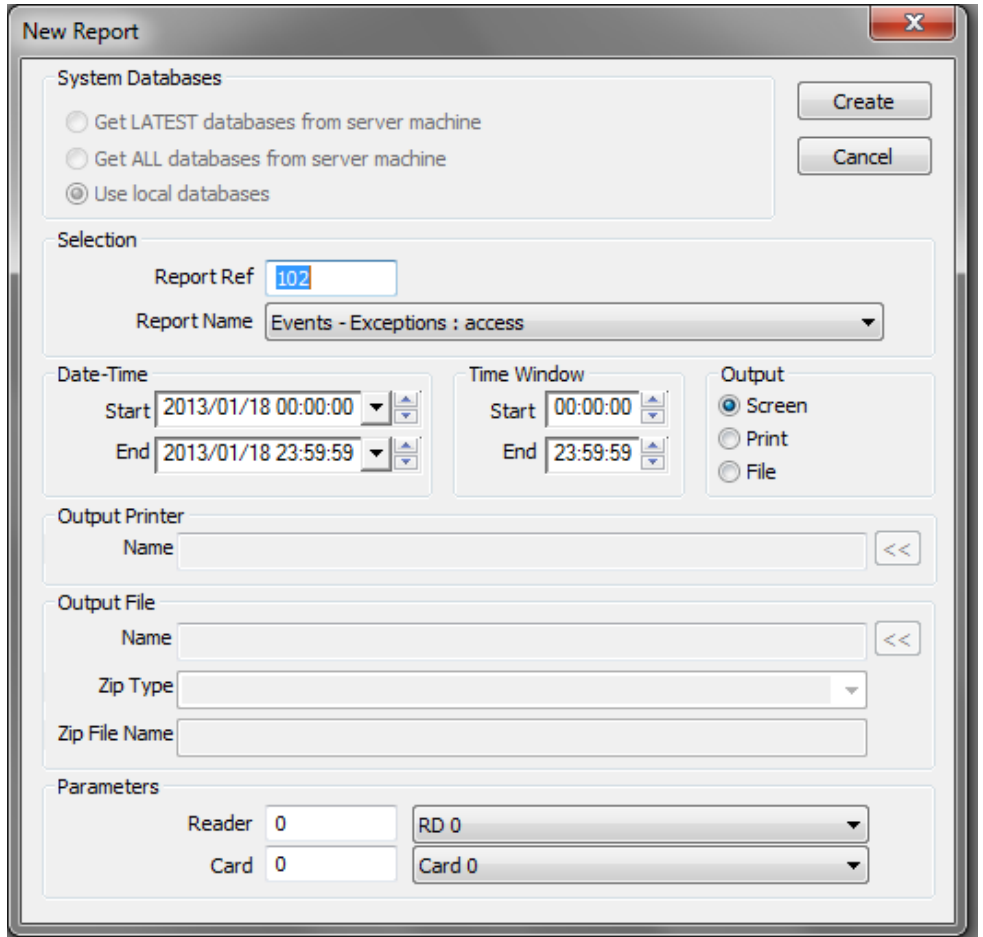 New Report
System Databases
Get LATEST databases from server machine
Get ALL databases from server machine
Use local databases
Create
Cancel
Selection
Report Ref 102
Report Name Events - Exceptions : access
Date-Time
Start 2013/01/18 00:00:00
End 2013/01/18 23:59:59
Time Window
Start 00:00:00
End 23:59:59
Output
Screen
Print
File
Output Printer
Name <<
Output File
Name <<
Zip Type
Zip File Name
Parameters
Reader 0 RD 0
Card 0 Card 0